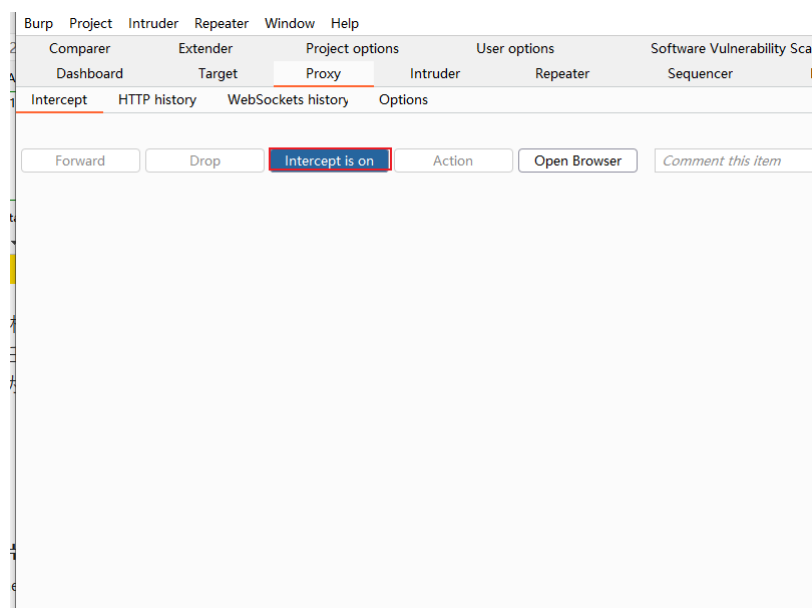 Burp Project Intruder Repeater Window Help
Comparer Extender Project options User options Software Vulnerability Sca
Dashboard Target Proxy Intruder Repeater Sequencer
Intercept HTTP history WebSockets history Options
Forward Drop Intercept is on Action Open Browser Comment this item